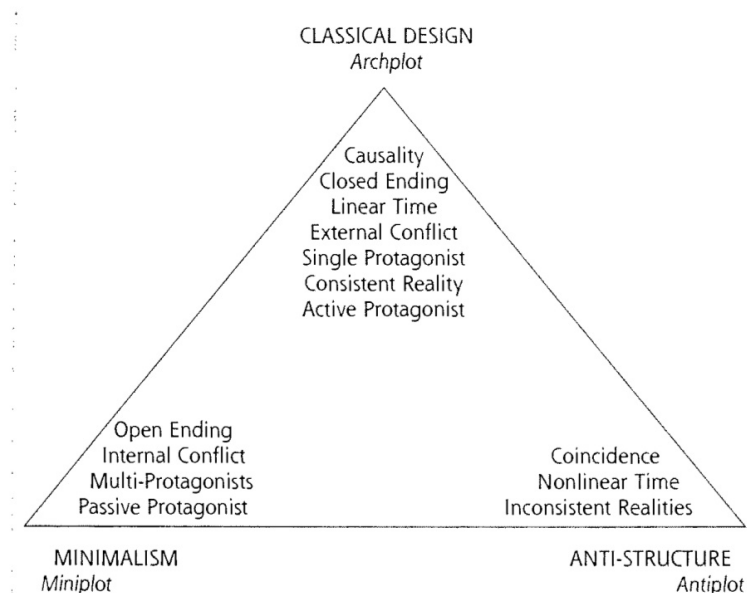 CLASSICAL DESIGN
Archplot
Causality
Closed Ending
Linear Time
External Conflict
Single Protagonist
Consistent Reality
Active Protagonist
Open Ending
Internal Conflict
Multi-Protagonists
Passive Protagonist
Coincidence
Nonlinear Time
Inconsistent Realities
MINIMALISM
Miniplot
ANTI-STRUCTURE
Antiplot